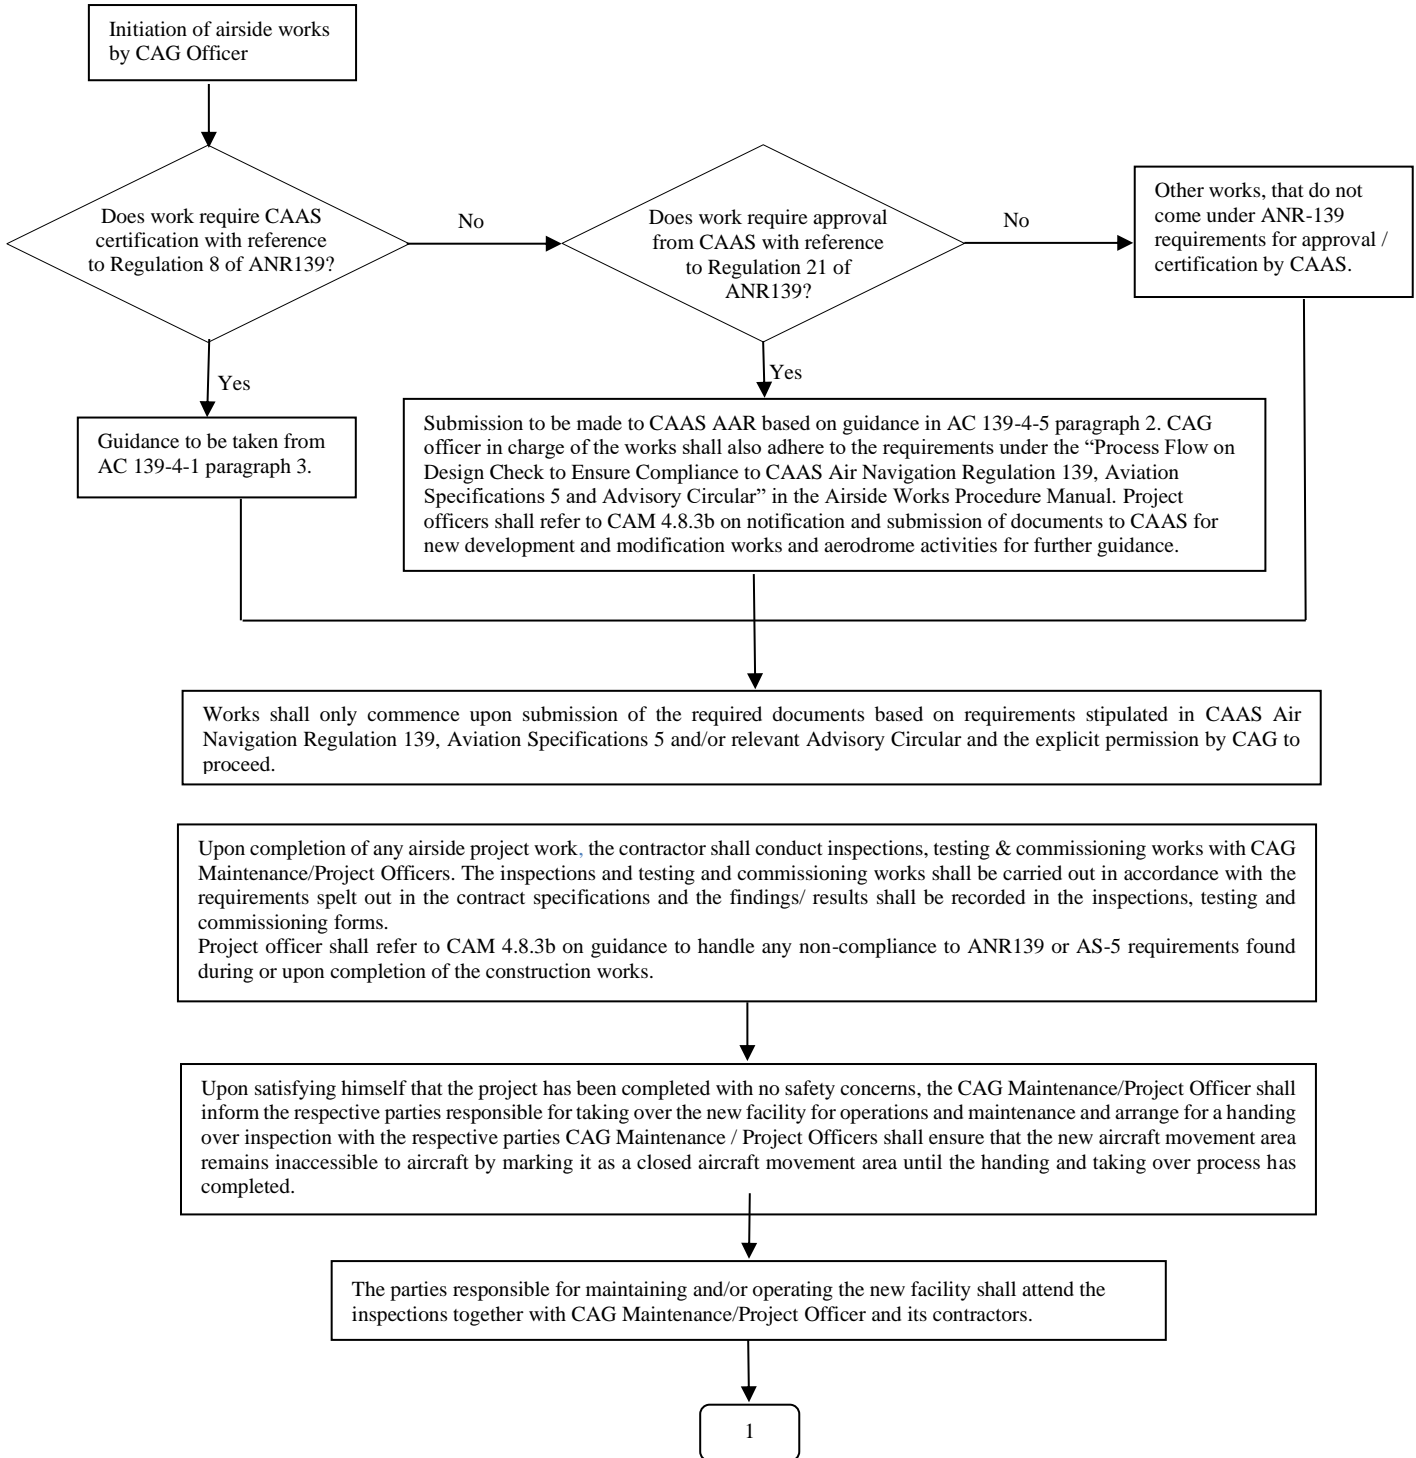 Initiation of airside works
by CAG Officer
Does work require CAAS
certification with reference
to Regulation 8 of ANR139?
No
Does work require approval
from CAAS with reference
to Regulation 21 of
ANR139?
No
Other works, that do not
come under ANR-139
requirements for approval /
certification by CAAS.
Yes
Yes
Guidance to be taken from
AC 139-4-1 paragraph 3.
Submission to be made to CAAS AAR based on guidance in AC 139-4-5 paragraph 2. CAG
officer in charge of the works shall also adhere to the requirements under the “Process Flow on
Design Check to Ensure Compliance to CAAS Air Navigation Regulation 139, Aviation
Specifications 5 and Advisory Circular” in the Airside Works Procedure Manual. Project
officers shall refer to CAM 4.8.3b on notification and submission of documents to CAAS for
new development and modification works and aerodrome activities for further guidance.
Works shall only commence upon submission of the required documents based on requirements stipulated in CAAS Air
Navigation Regulation 139, Aviation Specifications 5 and/or relevant Advisory Circular and the explicit permission by CAG to
proceed.
Upon completion of any airside project work, the contractor shall conduct inspections, testing & commissioning works with CAG
Maintenance/Project Officers. The inspections and testing and commissioning works shall be carried out in accordance with the
requirements spelt out in the contract specifications and the findings/ results shall be recorded in the inspections, testing and
commissioning forms.
Project officer shall refer to CAM 4.8.3b on guidance to handle any non-compliance to ANR139 or AS-5 requirements found
during or upon completion of the construction works.
Upon satisfying himself that the project has been completed with no safety concerns, the CAG Maintenance/Project Officer shall
inform the respective parties responsible for taking over the new facility for operations and maintenance and arrange for a handing
over inspection with the respective parties CAG Maintenance / Project Officers shall ensure that the new aircraft movement area
remains inaccessible to aircraft by marking it as a closed aircraft movement area until the handing and taking over process has
completed.
The parties responsible for maintaining and/or operating the new facility shall attend the
inspections together with CAG Maintenance/Project Officer and its contractors.
1